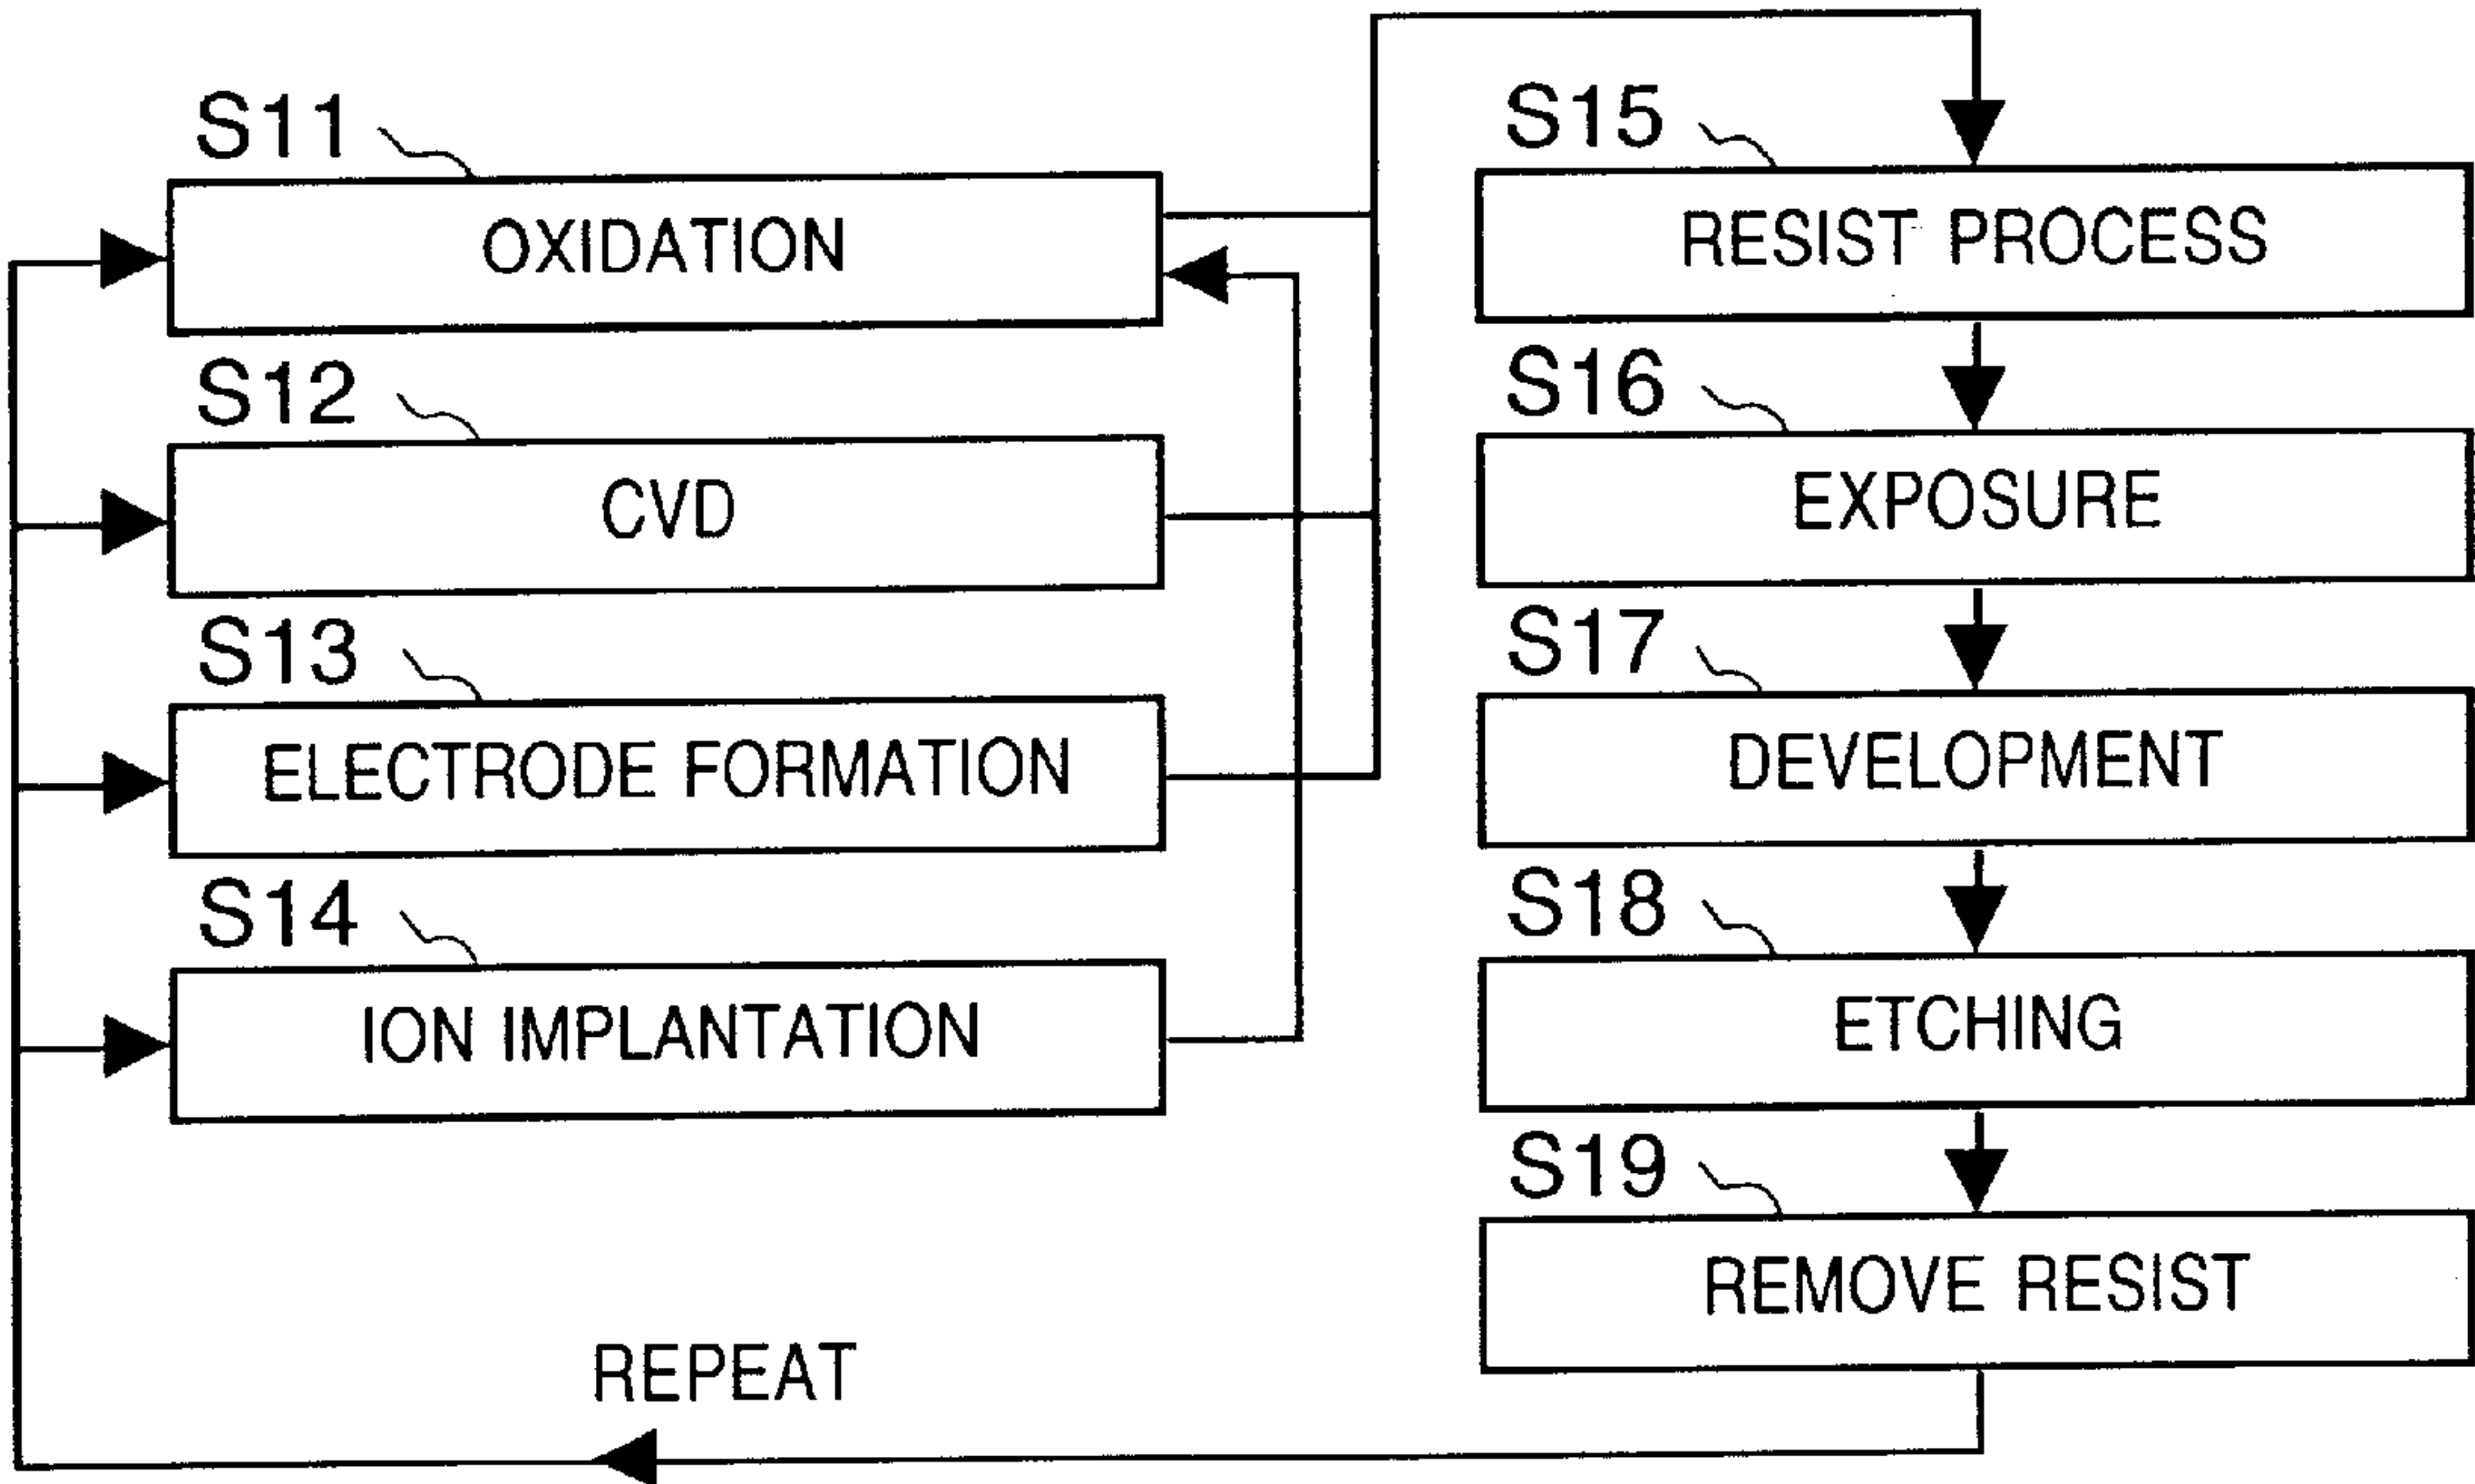 S11
OXIDATION
S12
CVD
S13
ELECTRODE FORMATION
S14
ION IMPLANTATION
S15
RESIST PROCESS
S16
EXPOSURE
S17
DEVELOPMENT
S18
ETCHING
S19
REMOVE RESIST
REPEAT